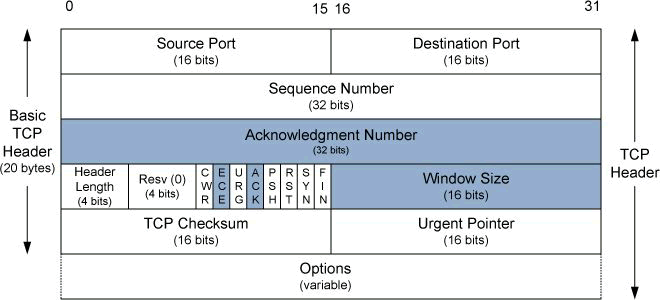 0 15 16 31
Source Port Destination Port
(16 bits) (16 bits)
Sequence Number
(32 bits)
Basic
TCP
Header
(20 bytes)
Acknowledgment Number
(32 bits)
TCP
Header
Header
Length
(4 bits)
Resv (0)
(4 bits)
CWR
ECE
URG
ACK
PSH
RST
SYN
FIN
Window Size
(16 bits)
TCP Checksum Urgent Pointer
(16 bits) (16 bits)
Options
(variable)